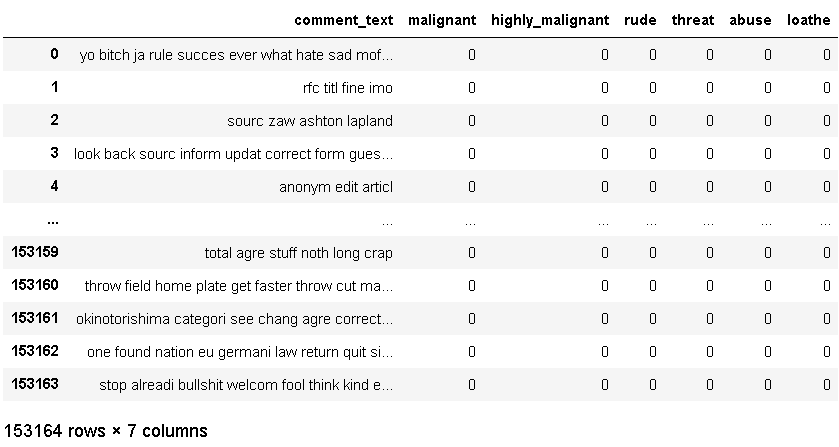 comment_text malignant highly_malignant rude threat abuse loathe
0 yo bitch ja rule succes ever what hate sad mof... 0 0 0 0 0 0
1 rfc titl fine imo 0 0 0 0 0 0
2 sourc zaw ashton lapland 0 0 0 0 0 0
3 look back sourc inform updat correct form gues... 0 0 0 0 0 0
4 anonym edit articl 0 0 0 0 0 0
... ... ... ... ... ... ... ...
153159 total agre stuff noth long crap 0 0 0 0 0 0
153160 throw field home plate get faster throw cut ma... 0 0 0 0 0 0
153161 okinotorishima categori see chang agre correct... 0 0 0 0 0 0
153162 one found nation eu germani law return quit si... 0 0 0 0 0 0
153163 stop alreadi bullshit welcom fool think kind e... 0 0 0 0 0 0
153164 rows × 7 columns